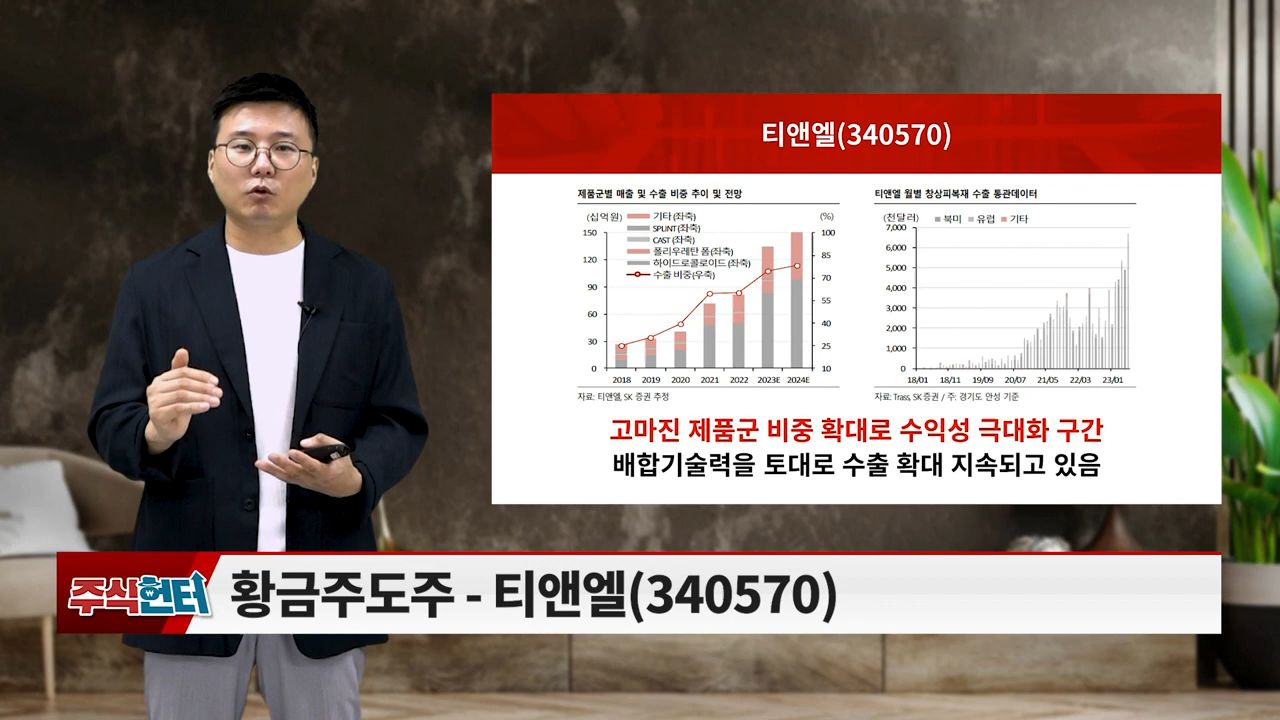 티앤엘(340570)
제품군별 매출 및 수출 비중 추이 및 전망
(십억원)
(%)
기타 (좌축)
SPLINT (좌축)
CAST (좌축)
폴리우레탄 폼 (좌축)
하이드로콜로이드 (좌축)
수출 비중(우축)
150
120
90
60
30
0
100
85
70
55
40
25
10
2018 2019 2020 2021 2022 2023E 2024E
자료: 티앤엘, SK 증권 추정
티앤엘 월별 창상피복재 수출 통관데이터
(천달러)
북미 유럽 기타
7,000
6,000
5,000
4,000
3,000
2,000
1,000
0
18/01 18/11 19/09 20/07 21/05 22/03 23/01
자료: Trass, SK 증권 / 주: 경기도 안성 기준
고마진 제품군 비중 확대로 수익성 극대화 구간
배합기술력을 토대로 수출 확대 지속되고 있음
주식헌터
황금주도주 - 티앤엘(340570)